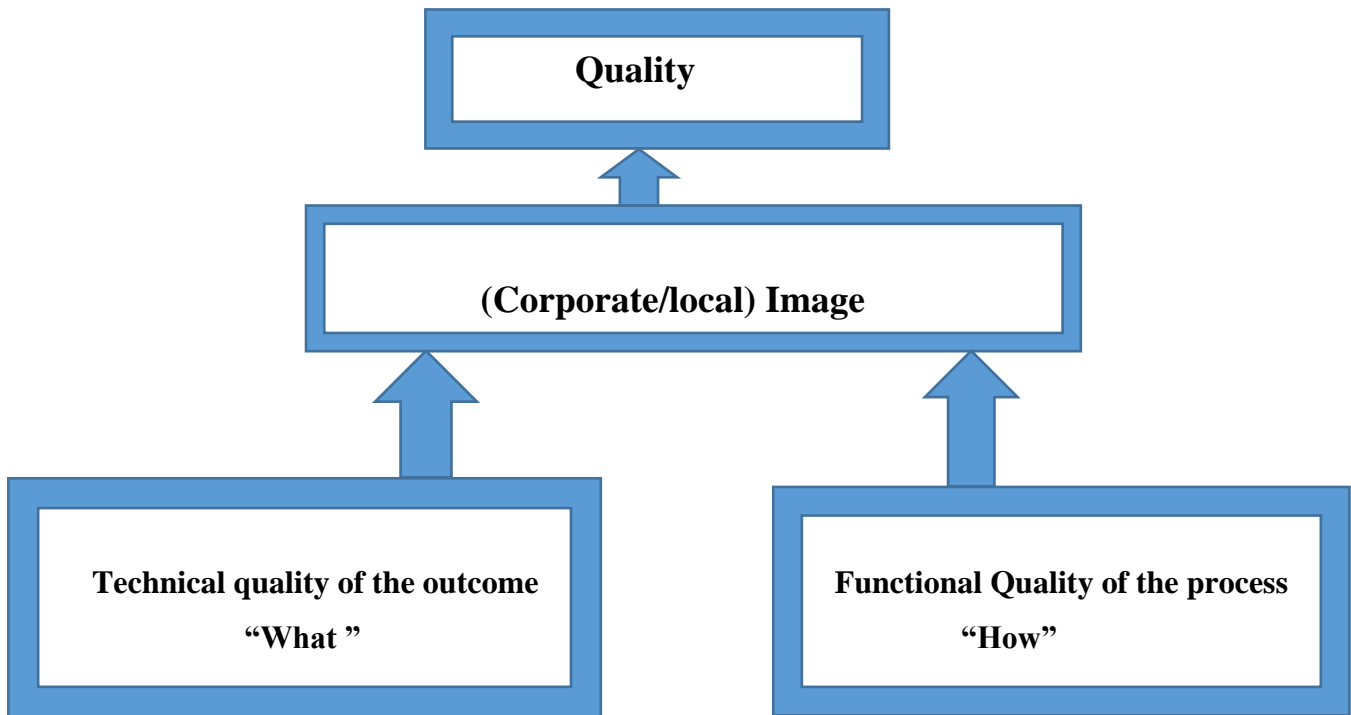 Quality
(Corporate/local) Image
Technical quality of the outcome
“What ”
Functional Quality of the process
“How”